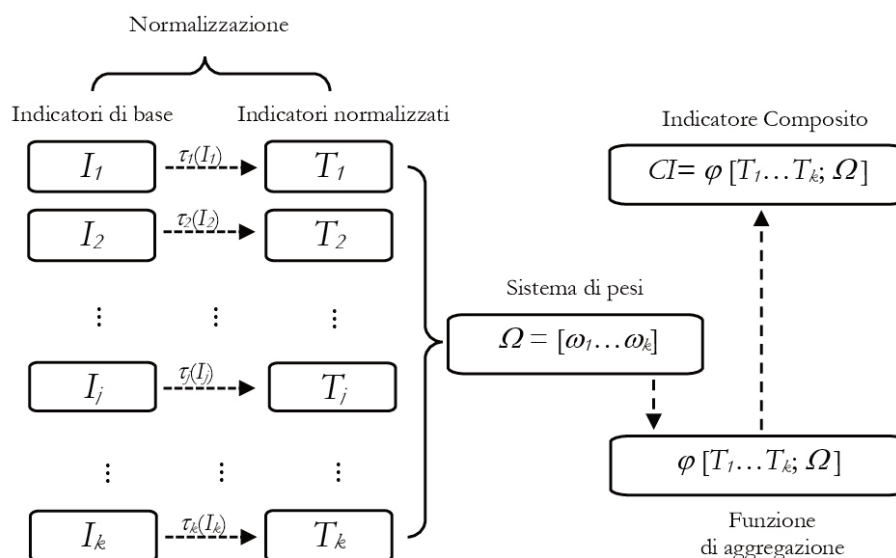 Normalizzazione
Indicatori di base
Indicatori normalizzati
I₁
τ₁(I₁)
T₁
I₂
τ₂(I₂)
T₂
⋮
⋮
⋮
Iⱼ
τⱼ(Iⱼ)
Tⱼ
⋮
⋮
⋮
Iₖ
τₖ(Iₖ)
Tₖ
Sistema di pesi
Ω = [ω₁…ωₖ]
Indicatore Composito
CI= φ [T₁…Tₖ; Ω]
φ [T₁…Tₖ; Ω]
Funzione
di aggregazione